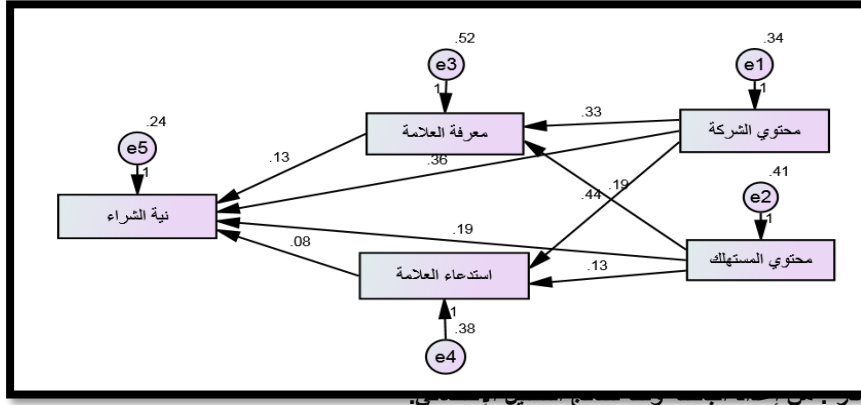 .52
.34
e3
e1
1
1
.24
معرفة العلامة
.33
محتوي الشركة
e5
1
.13
.36
.41
نية الشراء
.44
.19
e2
1
.08
.19
استدعاء العلامة
.13
محتوي المستهلك
1
.38
e4